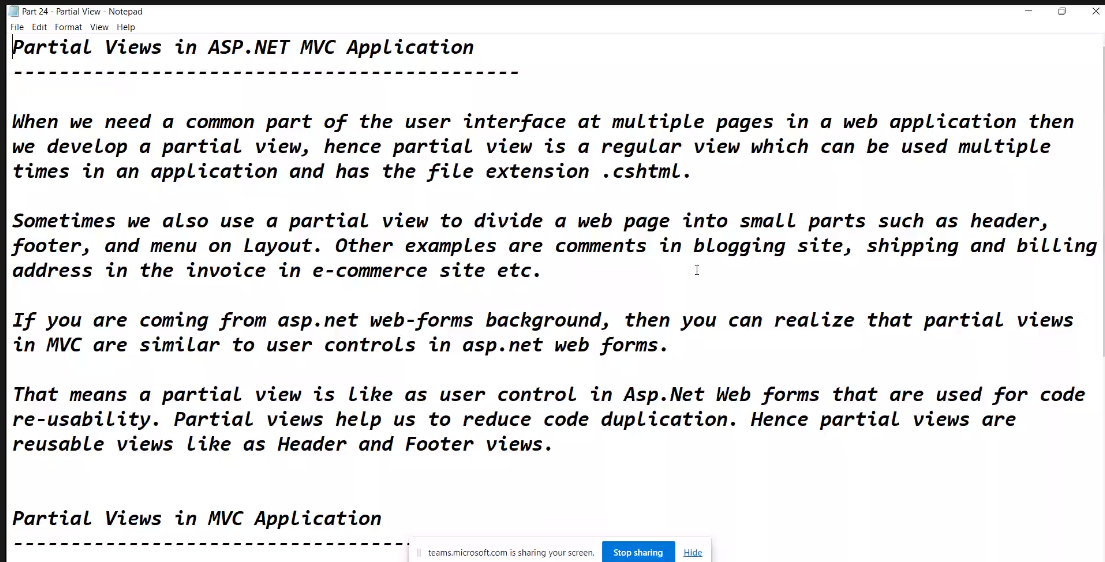 Part 24 - Partial View - Notepad
File Edit Format View Help
Partial Views in ASP.NET MVC Application
--------------------------------------------
When we need a common part of the user interface at multiple pages in a web application then
we develop a partial view, hence partial view is a regular view which can be used multiple
times in an application and has the file extension .cshtml.
Sometimes we also use a partial view to divide a web page into small parts such as header,
footer, and menu on Layout. Other examples are comments in blogging site, shipping and billing
address in the invoice in e-commerce site etc.
If you are coming from asp.net web-forms background, then you can realize that partial views
in MVC are similar to user controls in asp.net web forms.
That means a partial view is like as user control in Asp.Net Web forms that are used for code
re-usability. Partial views help us to reduce code duplication. Hence partial views are
reusable views like as Header and Footer views.
Partial Views in MVC Application
-----------------------------------
teams.microsoft.com is sharing your screen. Stop sharing Hide